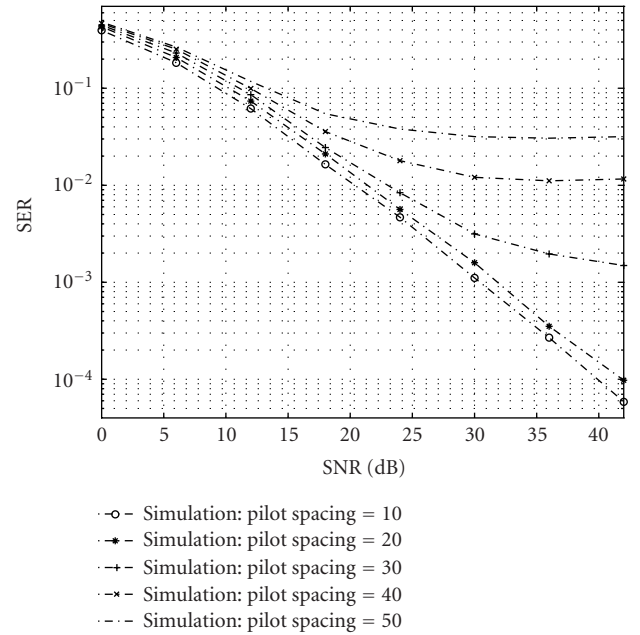 10⁻¹
10⁻²
10⁻³
10⁻⁴
SER
0 5 10 15 20 25 30 35 40
SNR (dB)
Simulation: pilot spacing = 10
Simulation: pilot spacing = 20
Simulation: pilot spacing = 30
Simulation: pilot spacing = 40
Simulation: pilot spacing = 50